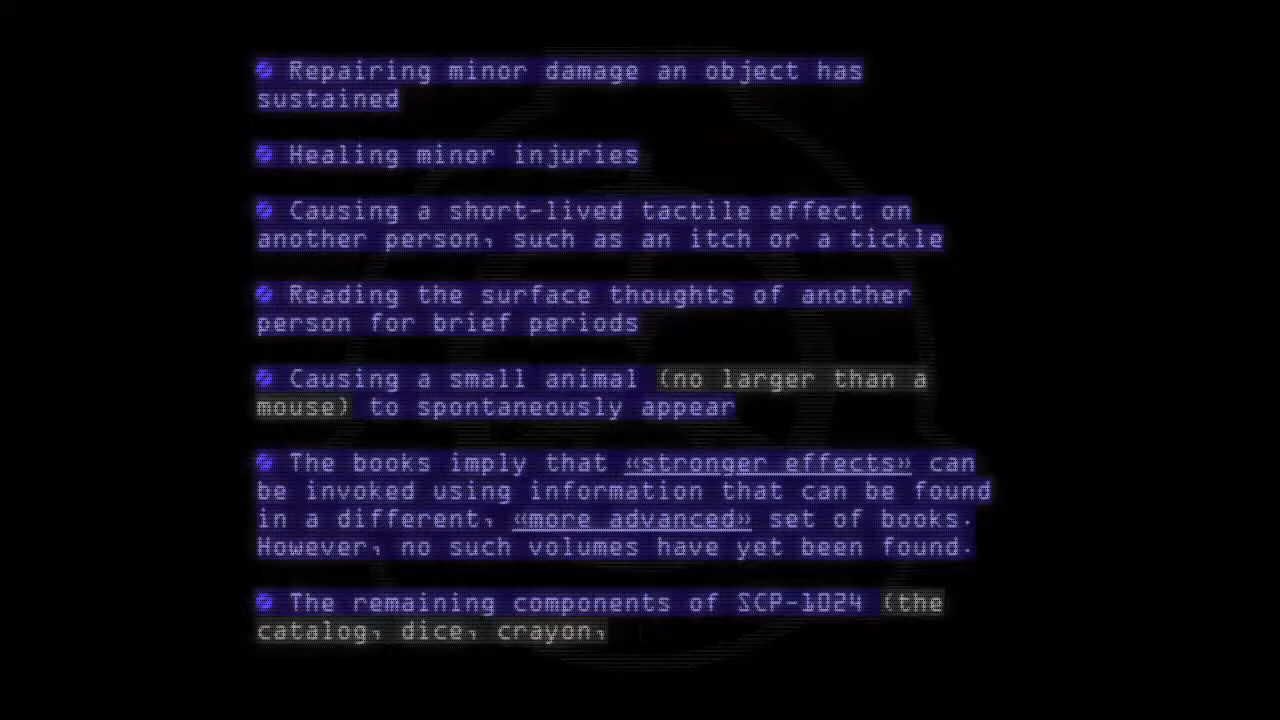 Repairing minor damage an object has
sustained
Healing minor injuries
Causing a short-lived tactile effect on
another person, such as an itch or a tickle
Reading the surface thoughts of another
person for brief periods
Causing a small animal (no larger than a
mouse) to spontaneously appear
The books imply that «stronger effects» can
be invoked using information that can be found
in a different, «more advanced» set of books.
However, no such volumes have yet been found.
The remaining components of SCP-1024 (the
catalog, dice, crayon,